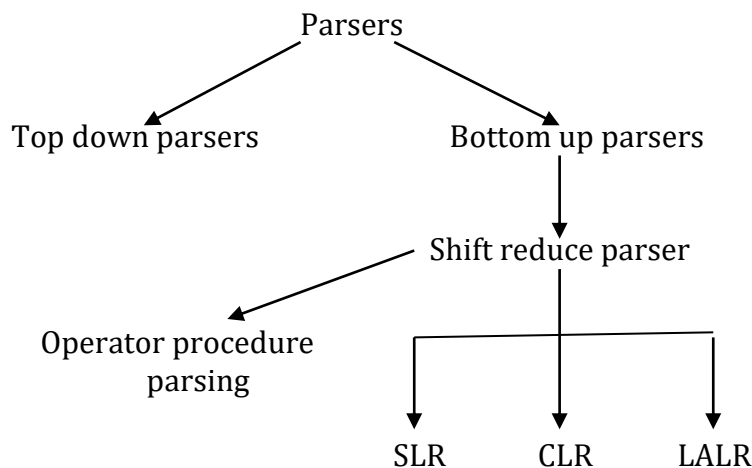 Parsers
Top down parsers
Bottom up parsers
Shift reduce parser
Operator procedure
parsing
SLR
CLR
LALR